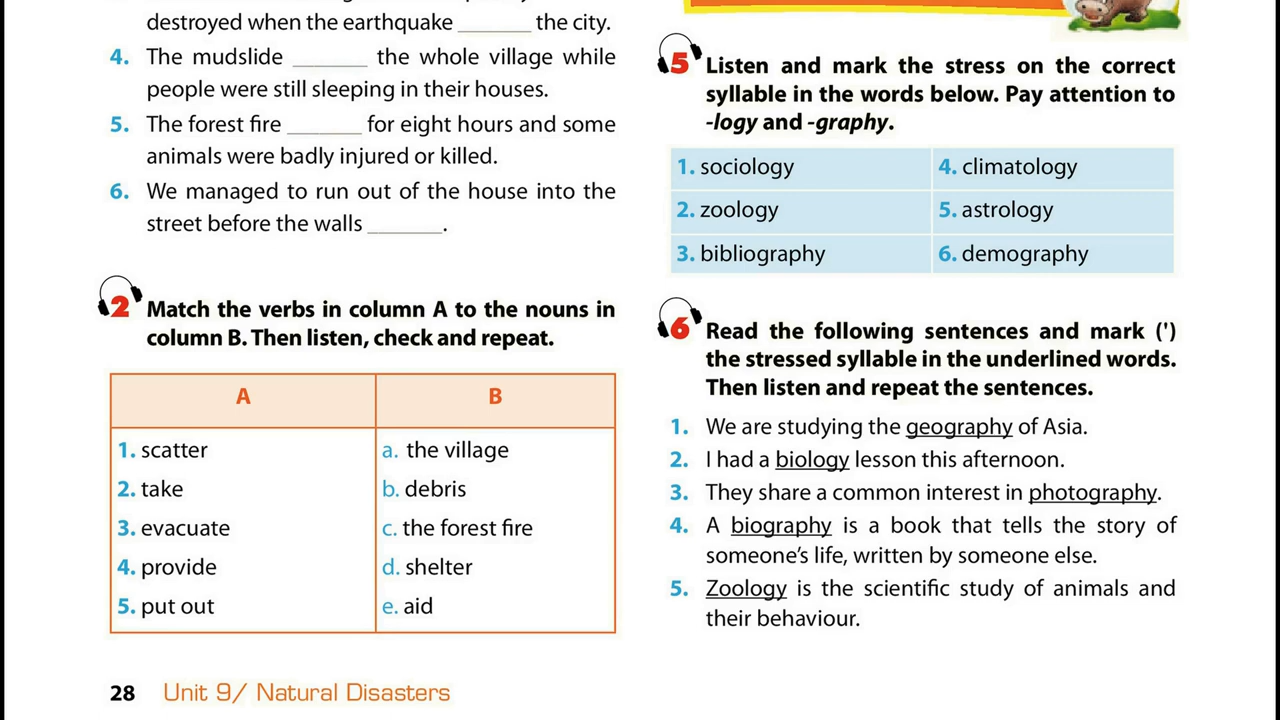 destroyed when the earthquake _______ the city.
4. The mudslide _______ the whole village while
people were still sleeping in their houses.
5. The forest fire _______ for eight hours and some
animals were badly injured or killed.
6. We managed to run out of the house into the
street before the walls _______.
2 Match the verbs in column A to the nouns in
column B. Then listen, check and repeat.
A B
1. scatter a. the village
2. take b. debris
3. evacuate c. the forest fire
4. provide d. shelter
5. put out e. aid
28 Unit 9/ Natural Disasters
5 Listen and mark the stress on the correct
syllable in the words below. Pay attention to
-logy and -graphy.
1. sociology 4. climatology
2. zoology 5. astrology
3. bibliography 6. demography
6 Read the following sentences and mark (')
the stressed syllable in the underlined words.
Then listen and repeat the sentences.
1. We are studying the geography of Asia.
2. I had a biology lesson this afternoon.
3. They share a common interest in photography.
4. A biography is a book that tells the story of
someone's life, written by someone else.
5. Zoology is the scientific study of animals and
their behaviour.